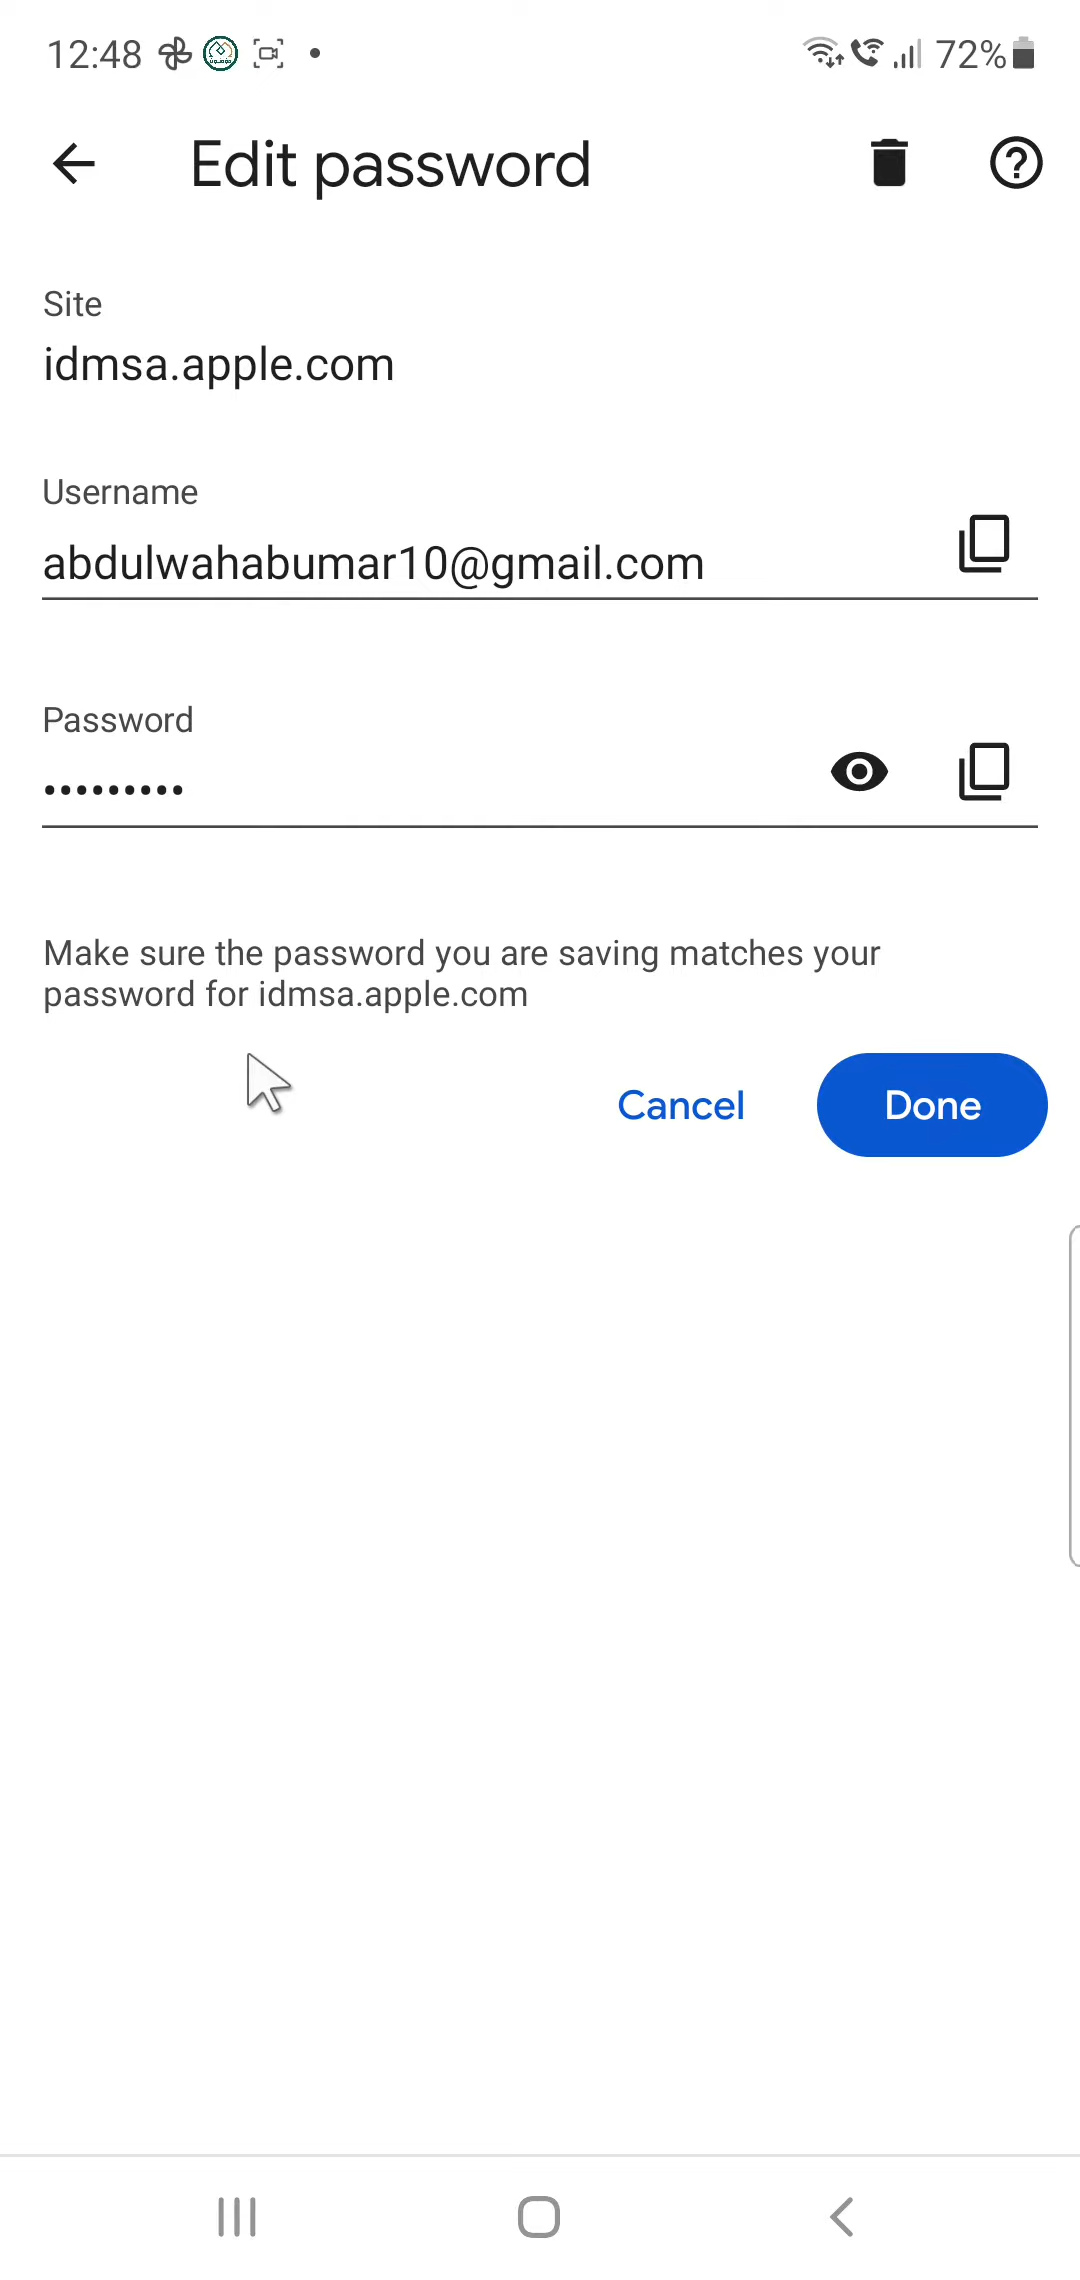 12:48
72%
Edit password
Site
idmsa.apple.com
Username
abdulwahabumar10@gmail.com
Password
•••••••••
Make sure the password you are saving matches your
password for idmsa.apple.com
Cancel
Done